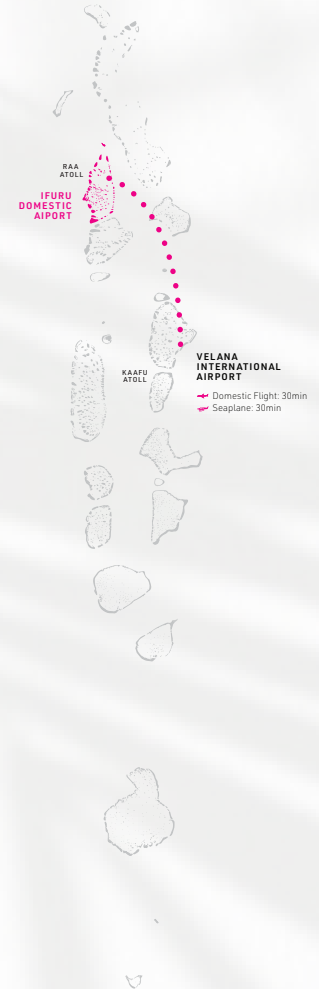 RAA
ATOLL
IFURU
DOMESTIC
AIPORT
KAAFU
ATOLL
VELANA
INTERNATIONAL
AIRPORT
Domestic Flight: 30min
Seaplane: 30min